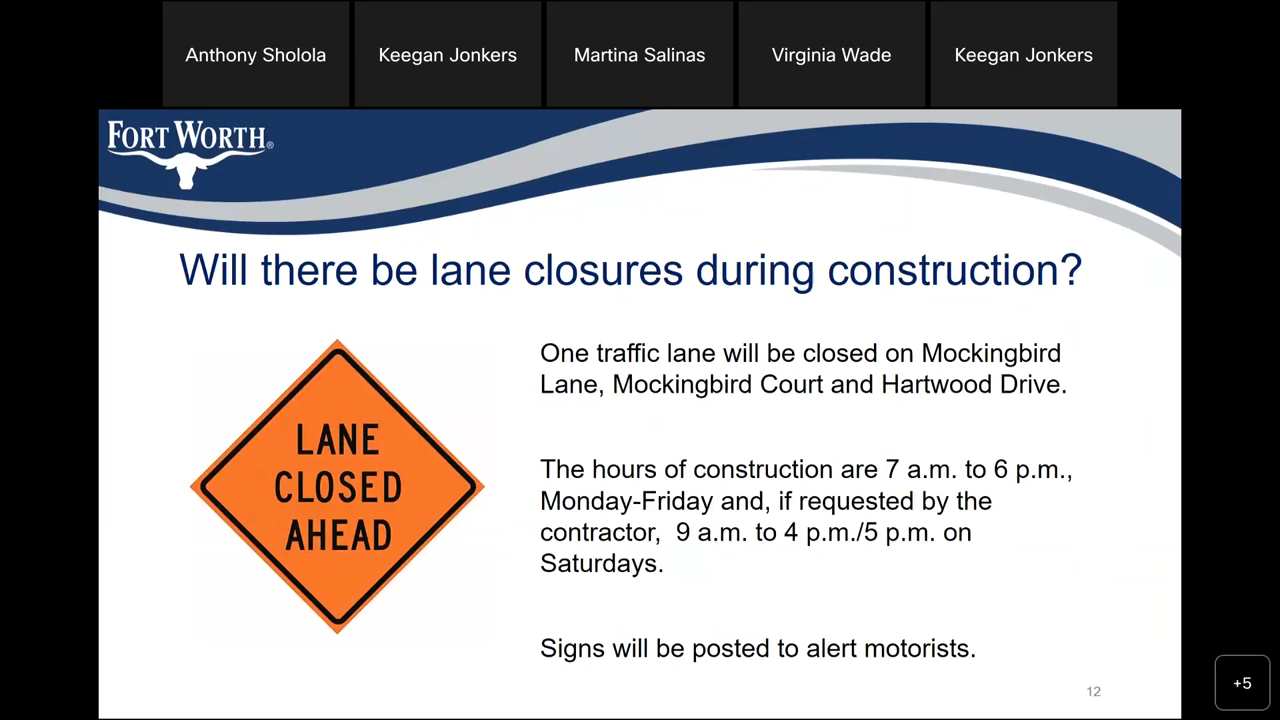 Anthony Sholola
Keegan Jonkers
Martina Salinas
Virginia Wade
Keegan Jonkers
FORT WORTH®
Will there be lane closures during construction?
LANE
CLOSED
AHEAD
One traffic lane will be closed on Mockingbird
Lane, Mockingbird Court and Hartwood Drive.
The hours of construction are 7 a.m. to 6 p.m.,
Monday-Friday and, if requested by the
contractor,  9 a.m. to 4 p.m./5 p.m. on
Saturdays.
Signs will be posted to alert motorists.
12
+5